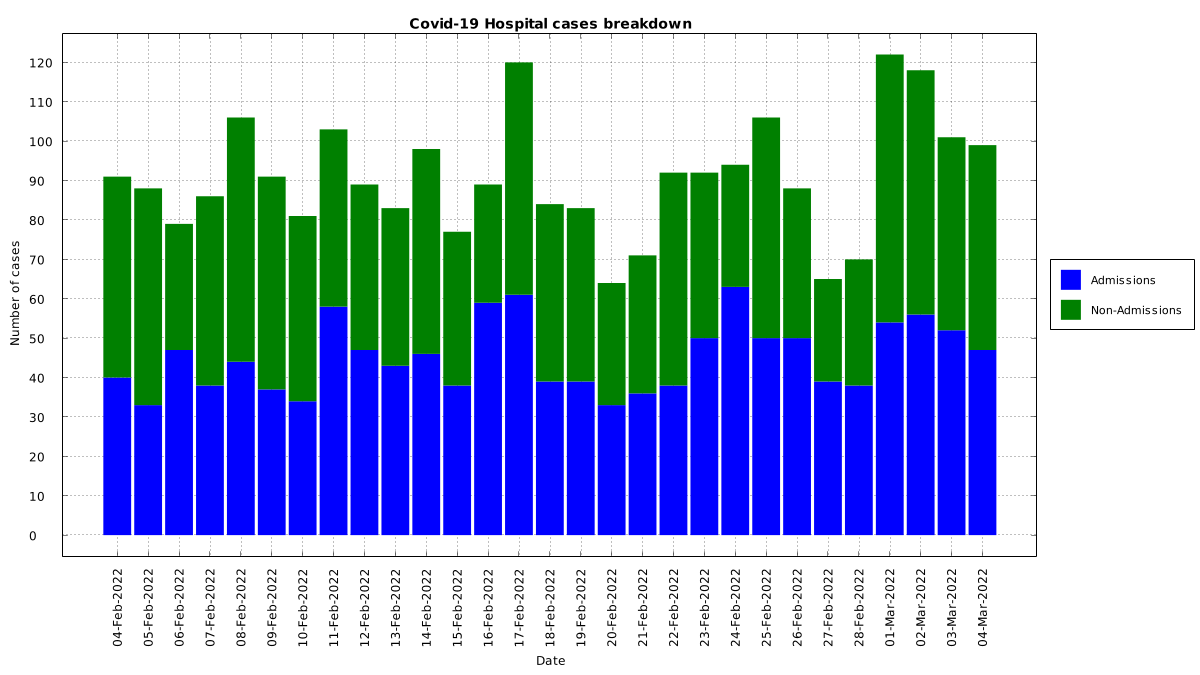 Covid-19 Hospital cases breakdown
120
110
100
90
80
70
60
50
40
30
20
10
0
Number of cases
04-Feb-2022
05-Feb-2022
06-Feb-2022
07-Feb-2022
08-Feb-2022
09-Feb-2022
10-Feb-2022
11-Feb-2022
12-Feb-2022
13-Feb-2022
14-Feb-2022
15-Feb-2022
16-Feb-2022
17-Feb-2022
18-Feb-2022
19-Feb-2022
20-Feb-2022
21-Feb-2022
22-Feb-2022
23-Feb-2022
24-Feb-2022
25-Feb-2022
26-Feb-2022
27-Feb-2022
28-Feb-2022
01-Mar-2022
02-Mar-2022
03-Mar-2022
04-Mar-2022
Date
Admissions
Non-Admissions